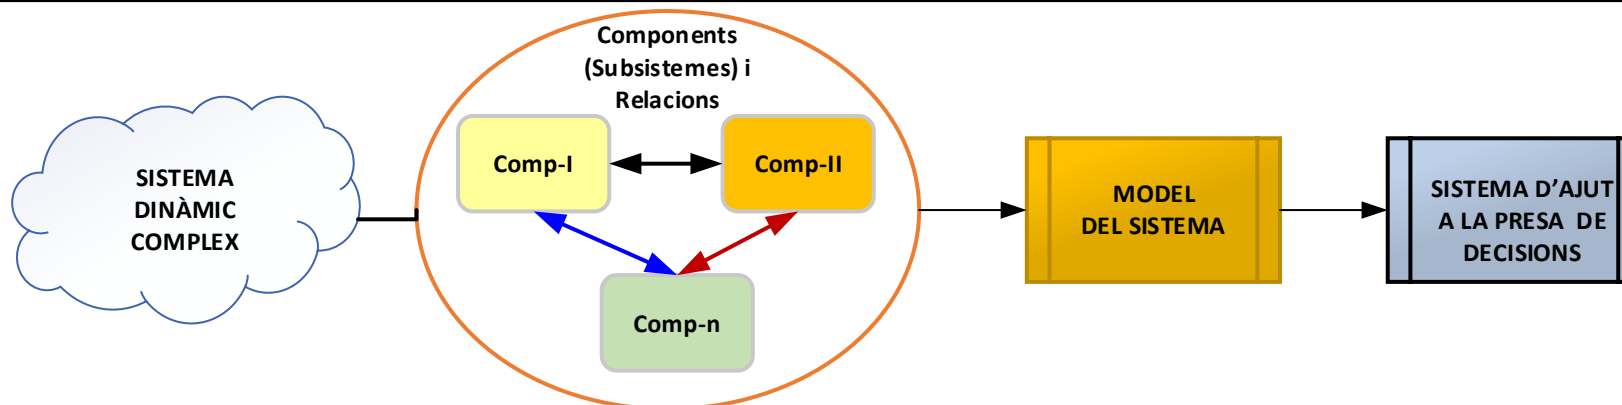 SISTEMA
DINÀMIC
COMPLEX
Components
(Subsistemes) i
Relacions
Comp-I
Comp-II
Comp-n
MODEL
DEL SISTEMA
SISTEMA D’AJUT
A LA PRESA DE
DECISIONS